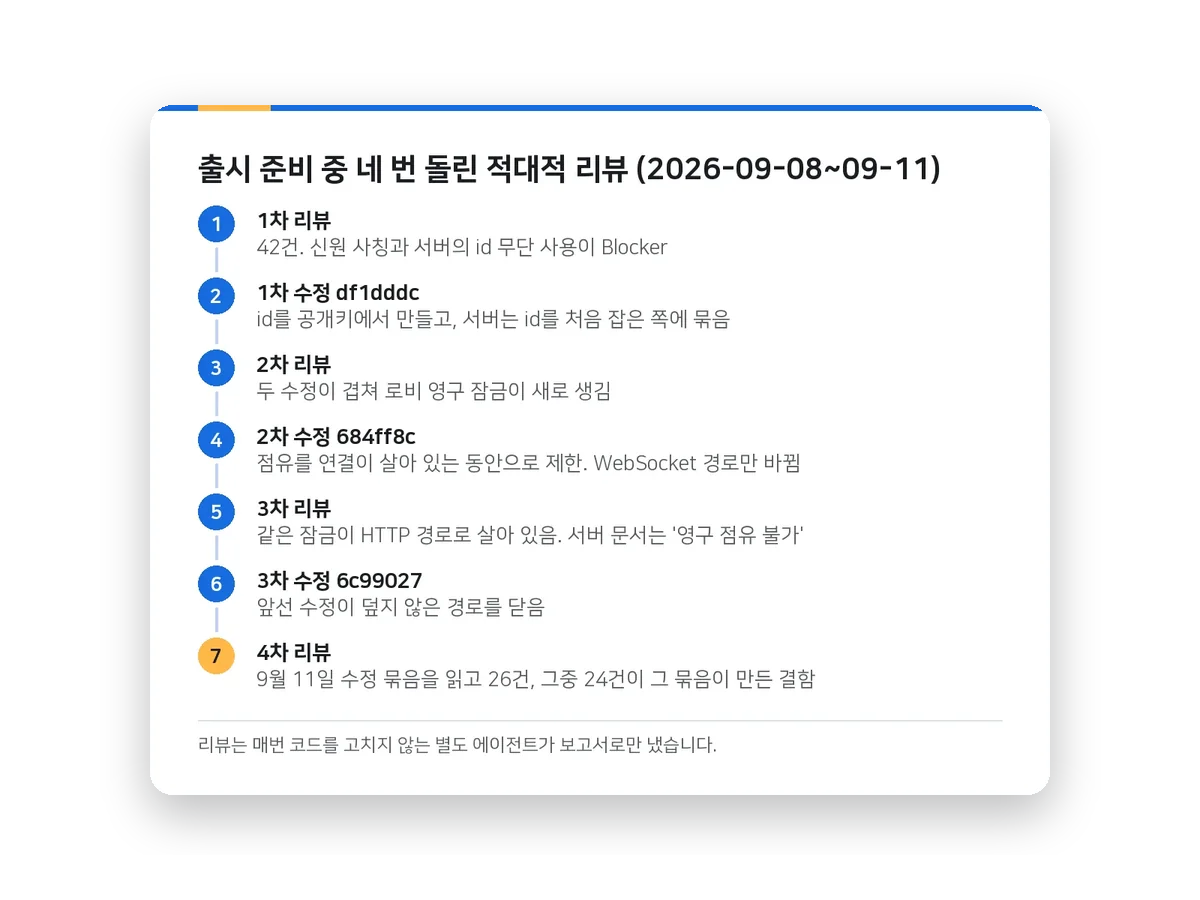 출시 준비 중 네 번 돌린 적대적 리뷰 (2026-09-08~09-11)
1
1차 리뷰
42건. 신원 사칭과 서버의 id 무단 사용이 Blocker
2
1차 수정 df1dddc
id를 공개키에서 만들고, 서버는 id를 처음 잡은 쪽에 묶음
3
2차 리뷰
두 수정이 겹쳐 로비 영구 잠금이 새로 생김
4
2차 수정 684ff8c
점유를 연결이 살아 있는 동안으로 제한. WebSocket 경로만 바뀜
5
3차 리뷰
같은 잠금이 HTTP 경로로 살아 있음. 서버 문서는 '영구 점유 불가'
6
3차 수정 6c99027
앞선 수정이 덮지 않은 경로를 닫음
7
4차 리뷰
9월 11일 수정 묶음을 읽고 26건, 그중 24건이 그 묶음이 만든 결함
리뷰는 매번 코드를 고치지 않는 별도 에이전트가 보고서로만 냈습니다.